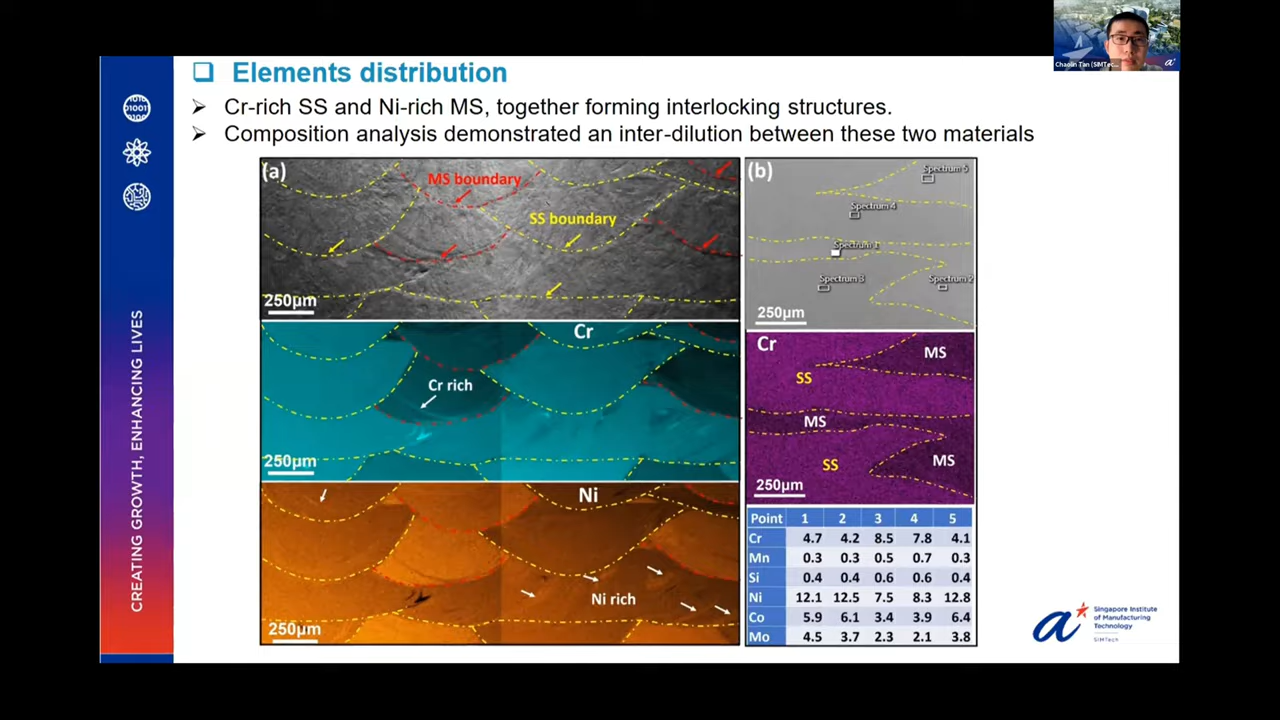 Chaolin Tan (SIMTec...
Elements distribution
Cr-rich SS and Ni-rich MS, together forming interlocking structures.
Composition analysis demonstrated an inter-dilution between these two materials
CREATING GROWTH, ENHANCING LIVES
(a)
MS boundary
SS boundary
250μm
Cr
Cr rich
250μm
Ni
Ni rich
250μm
(b)
Spectrum 5
Spectrum 4
Spectrum 1
Spectrum 3
Spectrum 2
250μm
Cr
MS
SS
MS
SS
MS
250μm
Point 1 2 3 4 5
Cr 4.7 4.2 8.5 7.8 4.1
Mn 0.3 0.3 0.5 0.7 0.3
Si 0.4 0.4 0.6 0.6 0.4
Ni 12.1 12.5 7.5 8.3 12.8
Co 5.9 6.1 3.4 3.9 6.4
Mo 4.5 3.7 2.3 2.1 3.8
Singapore Institute
of Manufacturing
Technology
SIMTech